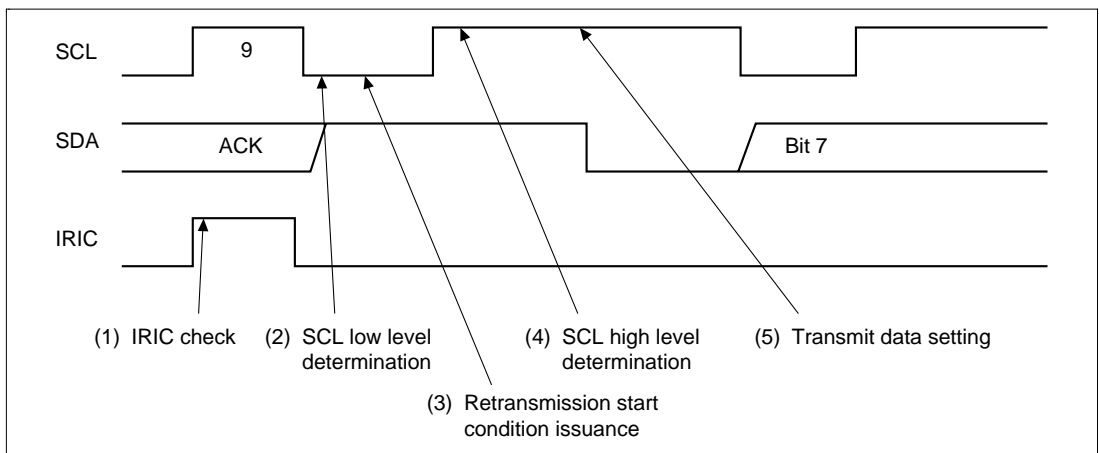 SCL
9
SDA
ACK
Bit 7
IRIC
(1) IRIC check
(2) SCL low level
determination
(4) SCL high level
determination
(5) Transmit data setting
(3) Retransmission start
condition issuance